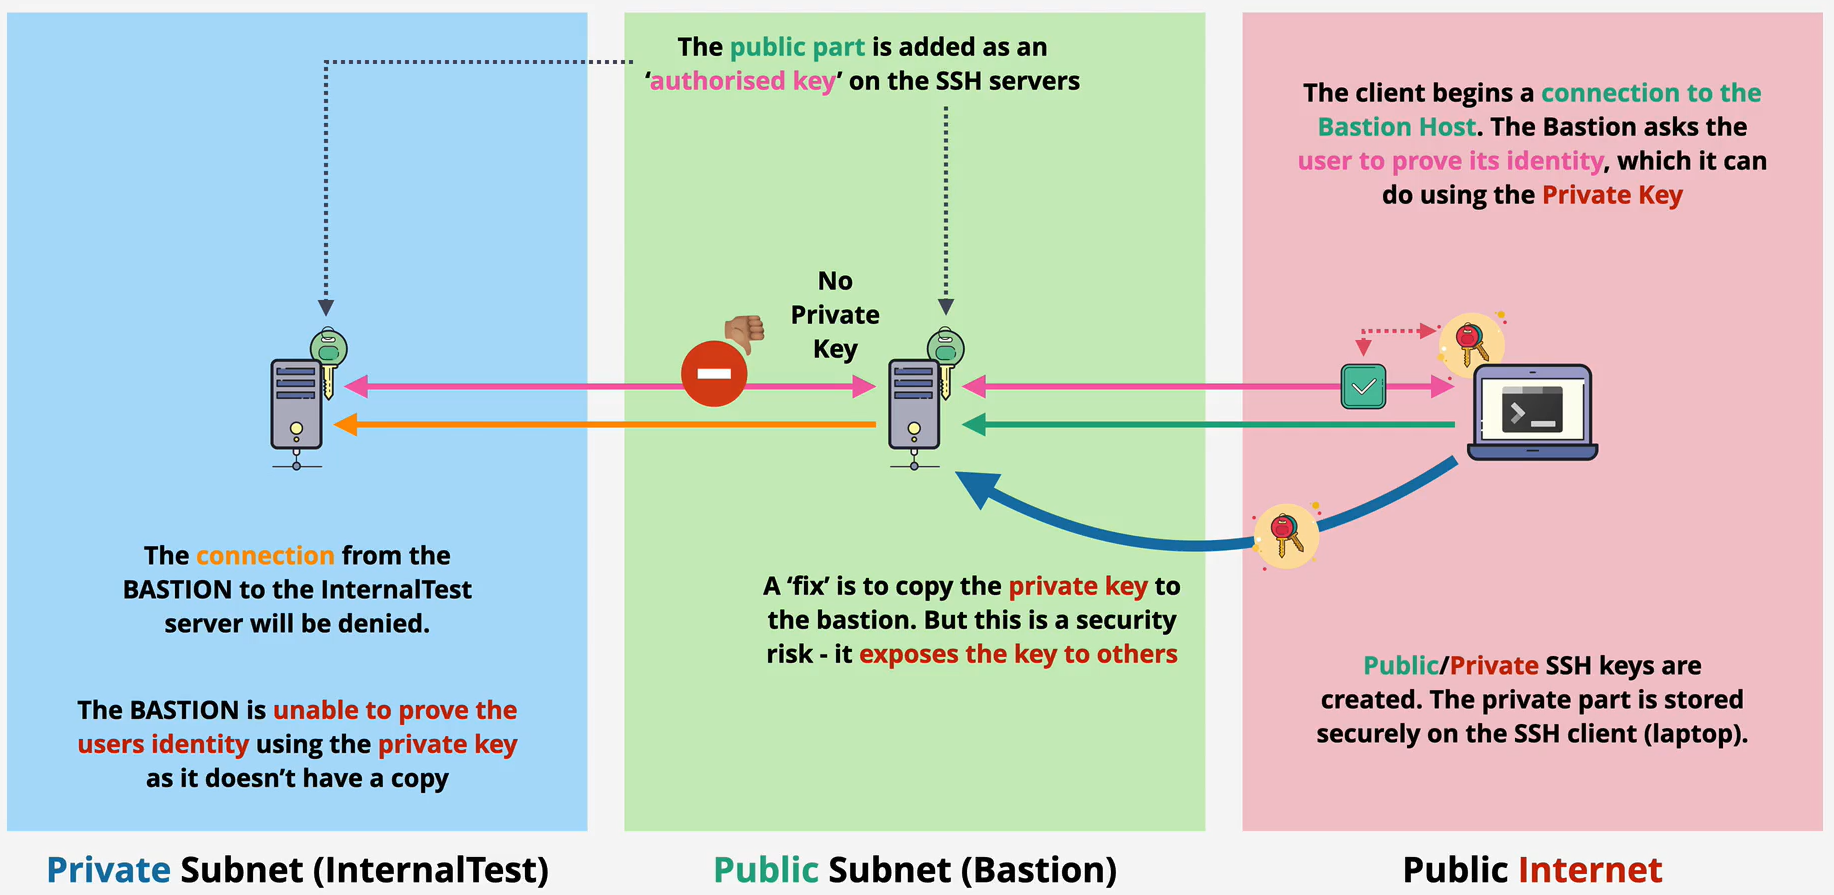 The public part is added as an
‘authorised key’ on the SSH servers
The client begins a connection to the
Bastion Host. The Bastion asks the
user to prove its identity, which it can
do using the Private Key
No
Private
Key
The connection from the
BASTION to the InternalTest
server will be denied.
The BASTION is unable to prove the
users identity using the private key
as it doesn’t have a copy
A ‘fix’ is to copy the private key to
the bastion. But this is a security
risk - it exposes the key to others
Public/Private SSH keys are
created. The private part is stored
securely on the SSH client (laptop).
Private Subnet (InternalTest)
Public Subnet (Bastion)
Public Internet